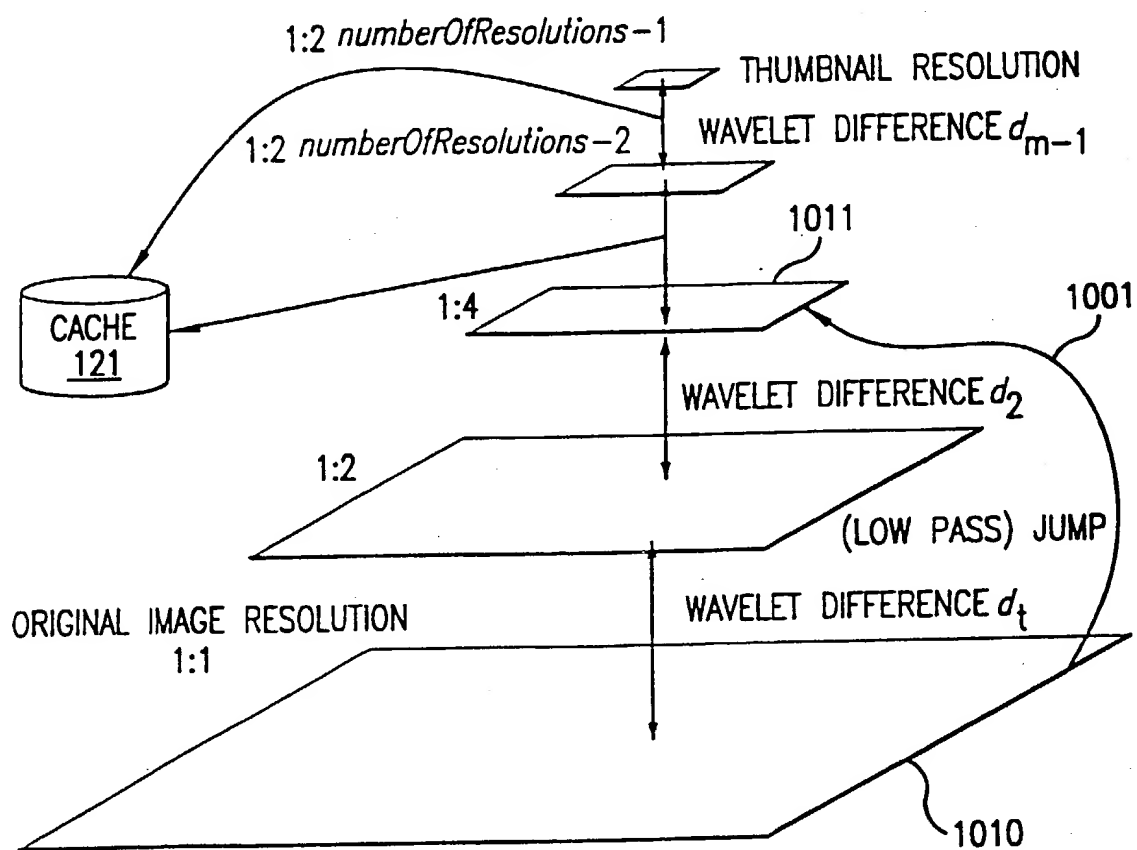 1:2 numberOfResolutions-1
THUMBNAIL RESOLUTION
1:2 numberOfResolutions-2
WAVELET DIFFERENCE dm-1
1011
1001
CACHE
121
1:4
WAVELET DIFFERENCE d2
1:2
(LOW PASS) JUMP
ORIGINAL IMAGE RESOLUTION
1:1
WAVELET DIFFERENCE dt
1010